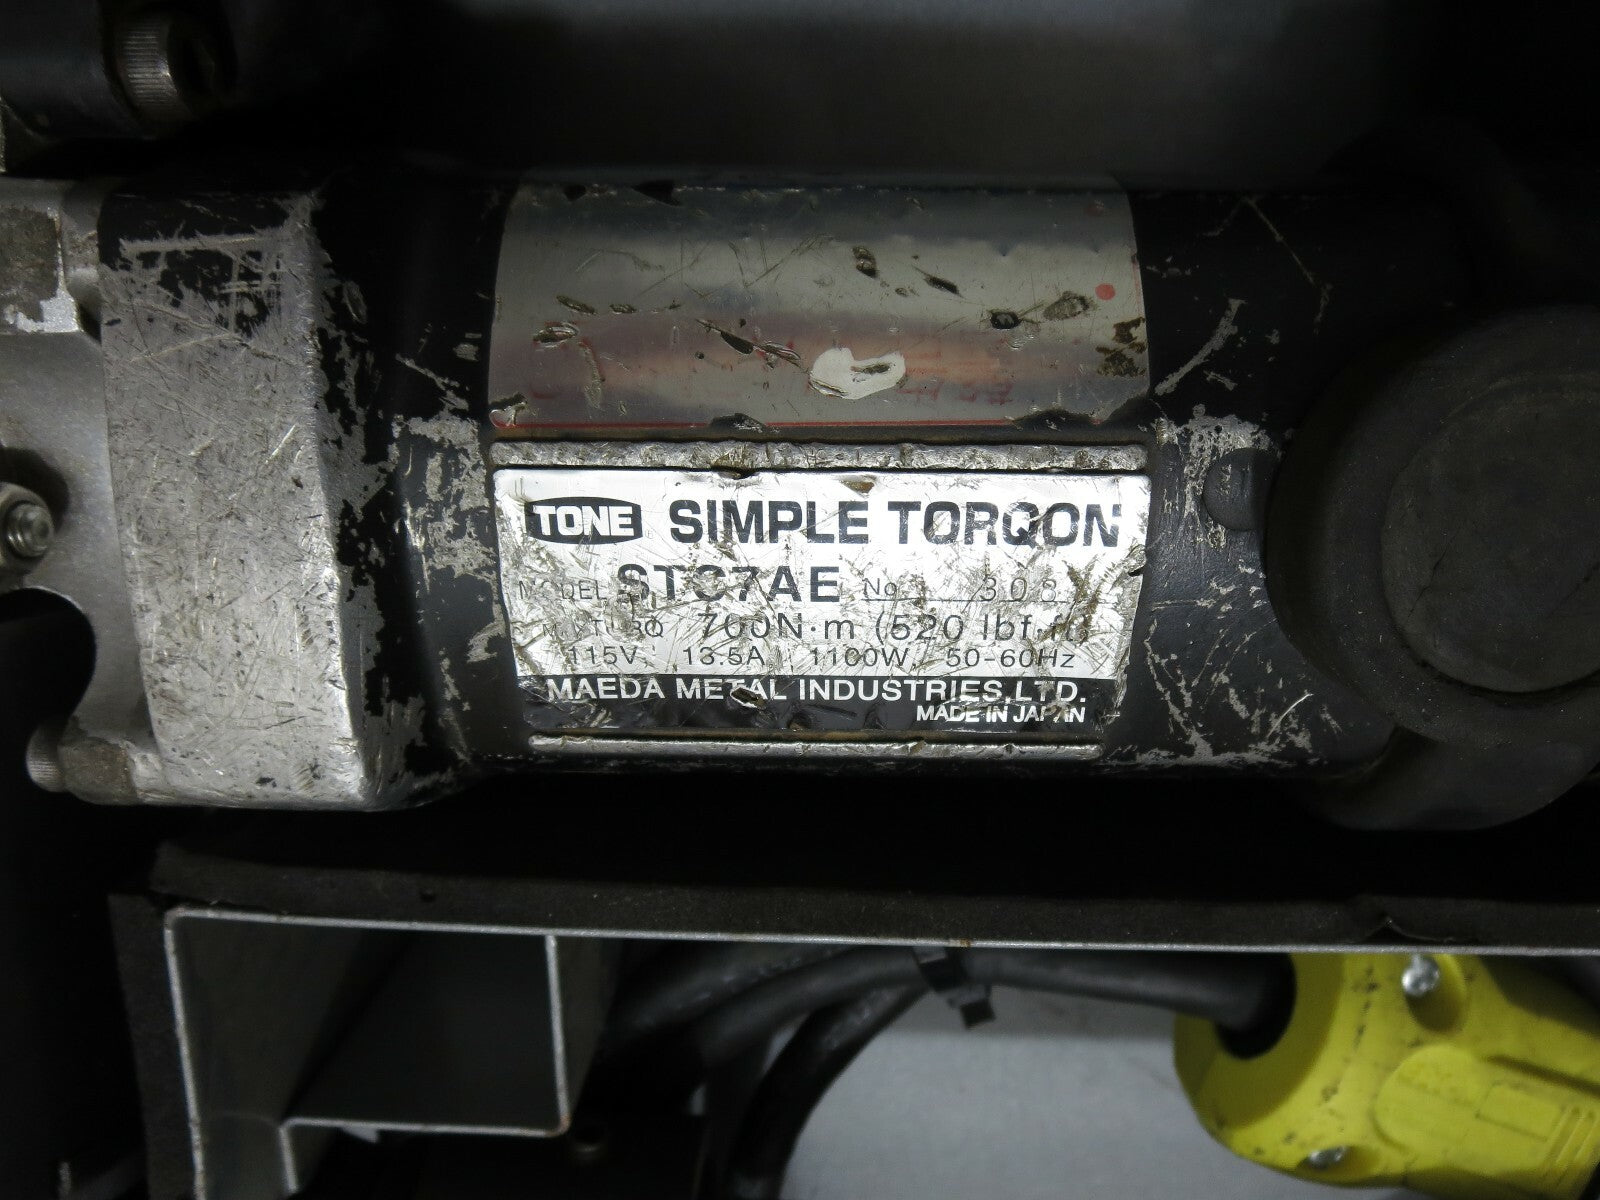 TONE SIMPLE TORQON
MODEL STC7AE No. 308
700N·m (520 lbf·ft)
115V, 13.5A, 1100W, 50-60Hz
MAEDA METAL INDUSTRIES,LTD.
MADE IN JAPAN